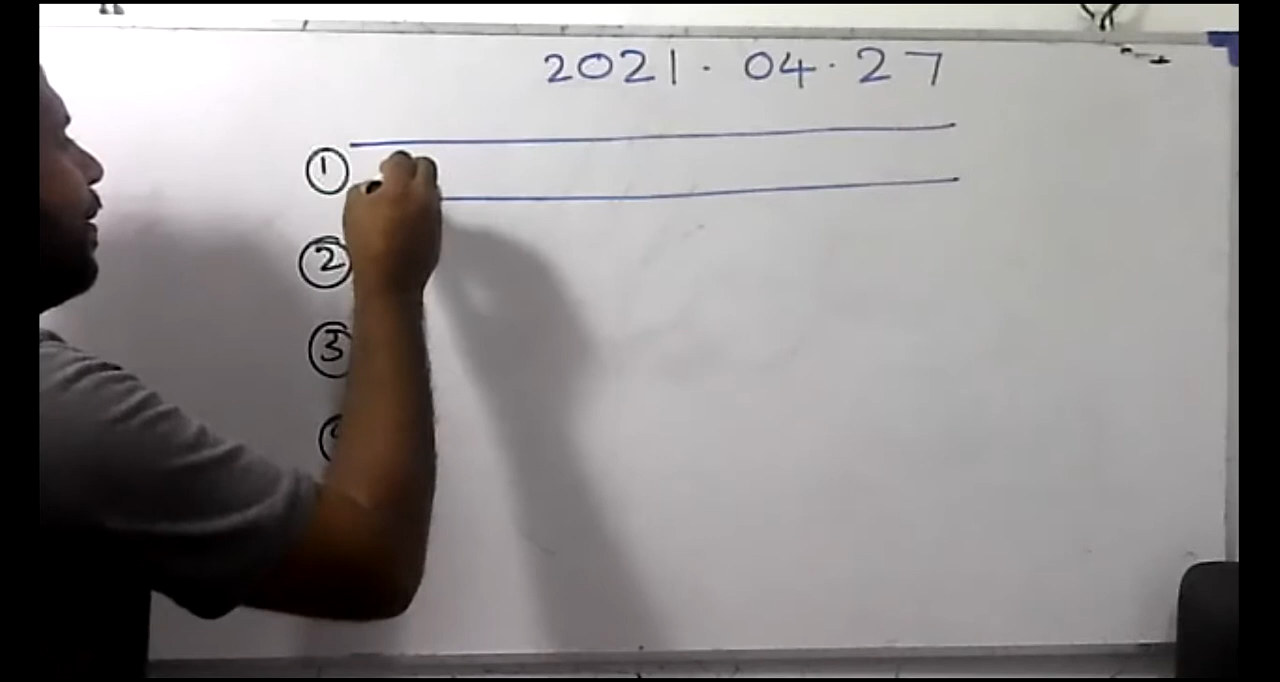 2021. 04. 27
①
②
③